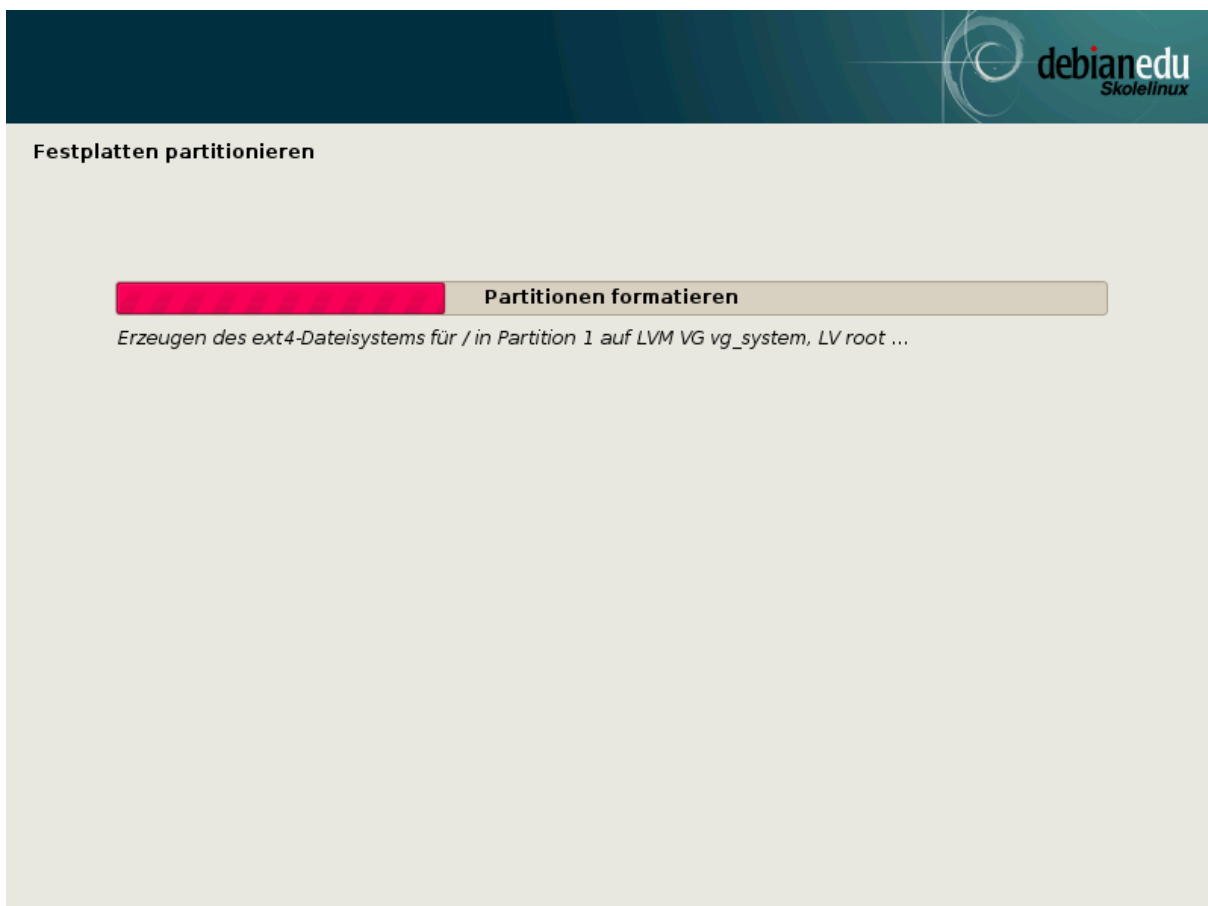 debianedu
Skolelinux
Festplatten partitionieren
Partitionen formatieren
Erzeugen des ext4-Dateisystems für / in Partition 1 auf LVM VG vg_system, LV root ...